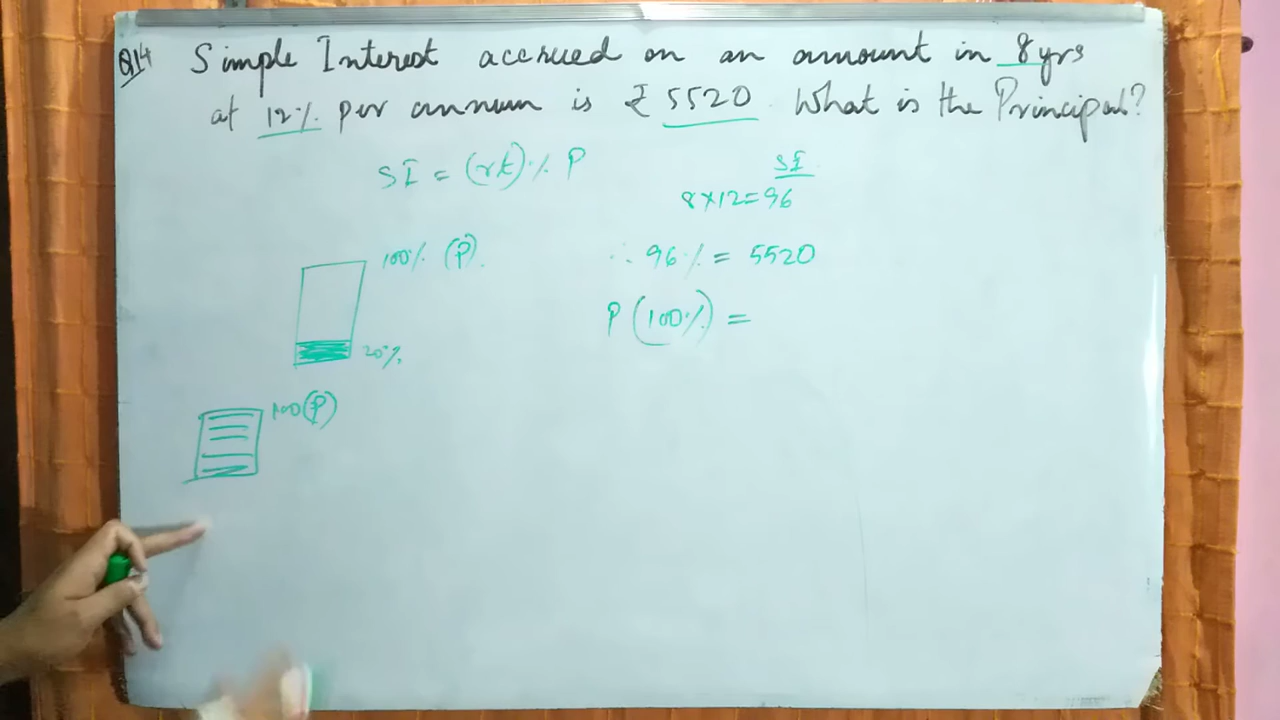 Q14 Simple Interest accrued on an amount in 8 yrs
at 12% per annum is ₹ 5520. What is the Principal?
SI = (rt)% P
SI
8×12=96
100% (P).
∴ 96% = 5520
P (100%) =
20%
100(P)